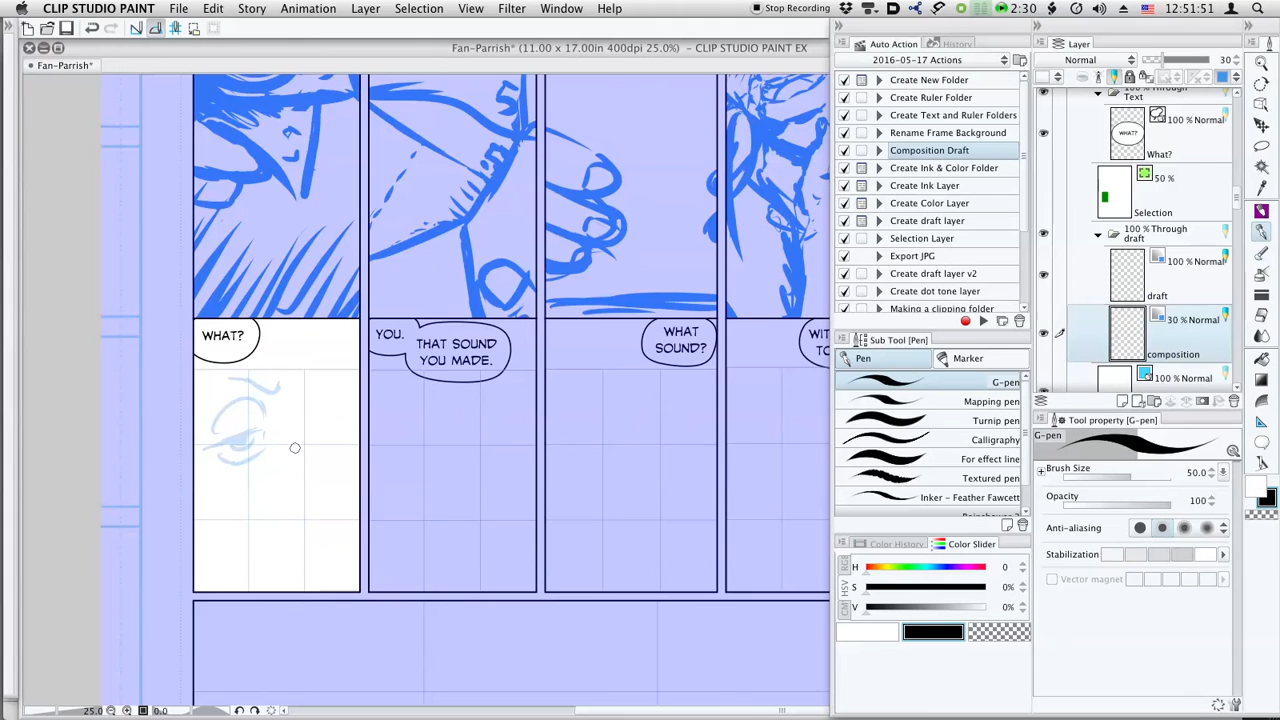 CLIP STUDIO PAINT File Edit Story Animation Layer Selection View Filter Window Help Stop Recording 2:30 12:51:51
Fan-Parrish* (11.00 x 17.00in 400dpi 25.0%) - CLIP STUDIO PAINT EX
Fan-Parrish*
WHAT?
YOU.
THAT SOUND
YOU MADE.
WHAT
SOUND?
25.0
0.0
Auto Action History
2016-05-17 Actions
Create New Folder
Create Ruler Folder
Create Text and Ruler Folders
Rename Frame Background
Composition Draft
Create Ink & Color Folder
Create Ink Layer
Create Color Layer
Create draft layer
Selection Layer
Export JPG
Create draft layer v2
Create dot tone layer
Making a clipping folder
Sub Tool [Pen]
Pen Marker
G-pen
Mapping pen
Turnip pen
Calligraphy
For effect line
Textured pen
Inker - Feather Fawcett
Color History Color Slider
RGB
HSV
H 0
S 0%
V 0%
Layer
Normal 30
100 % Through
Text
100 % Normal
WHAT?
What?
50 %
Selection
100 % Through
draft
100 % Normal
draft
30 % Normal
composition
100 % Normal
Tool property [G-pen]
G-pen
Brush Size 50.0
Opacity 100
Anti-aliasing
Stabilization
Vector magnet